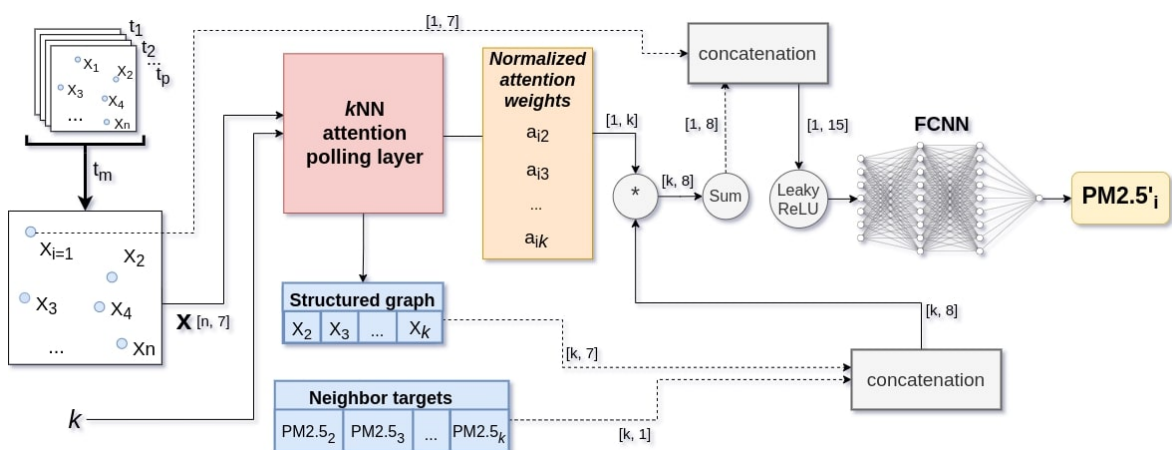 t1
t2
...
tp
X1
X2
X3
X4
...
Xn
tm
Xi=1
X2
X3
X4
...
Xn
X [n, 7]
k
[1, 7]
kNN
attention
polling layer
Normalized
attention
weights
ai2
ai3
...
aik
Structured graph
X2 X3 ... Xk
Neighbor targets
PM2.52 PM2.53 ... PM2.5k
[1, k]
*
[k, 8]
Sum
[1, 8]
concatenation
[1, 15]
Leaky
ReLU
FCNN
PM2.5'i
[k, 8]
[k, 7]
concatenation
[k, 1]